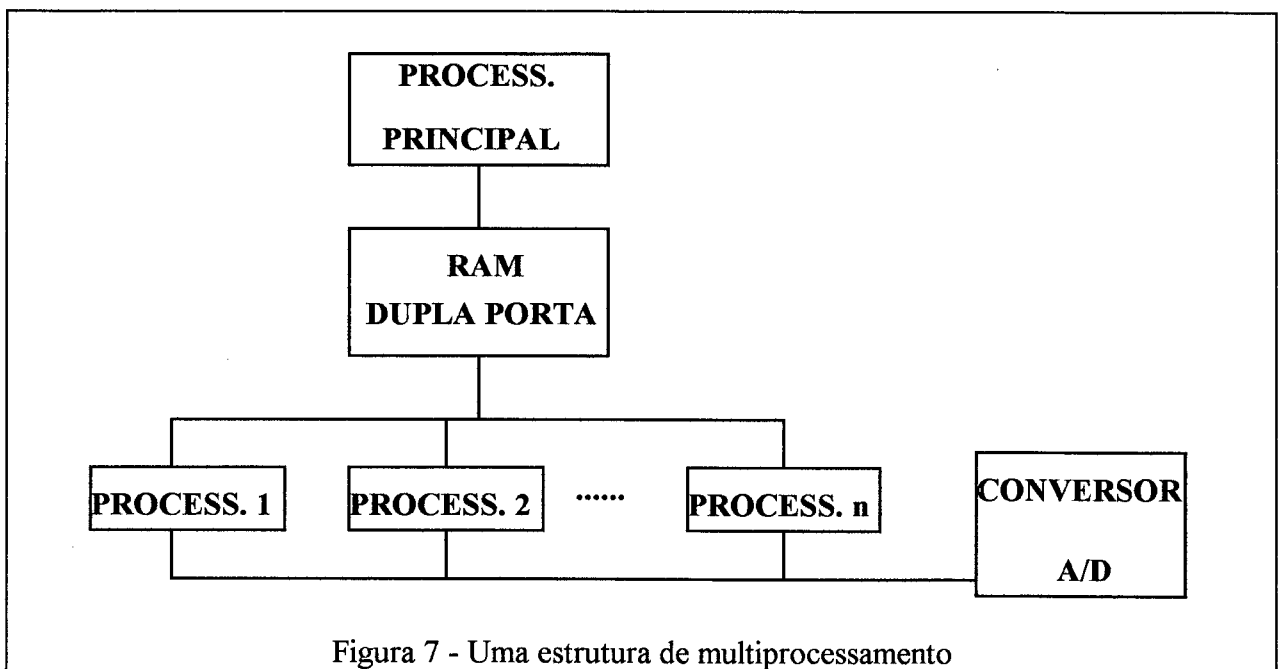 PROCESS.
PRINCIPAL
RAM
DUPLA PORTA
PROCESS. 1
PROCESS. 2
......
PROCESS. n
CONVERSOR
A/D
Figura 7 - Uma estrutura de multiprocessamento